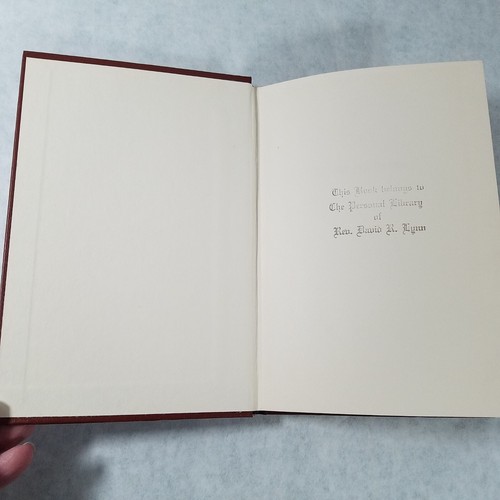 This Book belongs to
The Personal Library
of
Rev. David R. Lynn